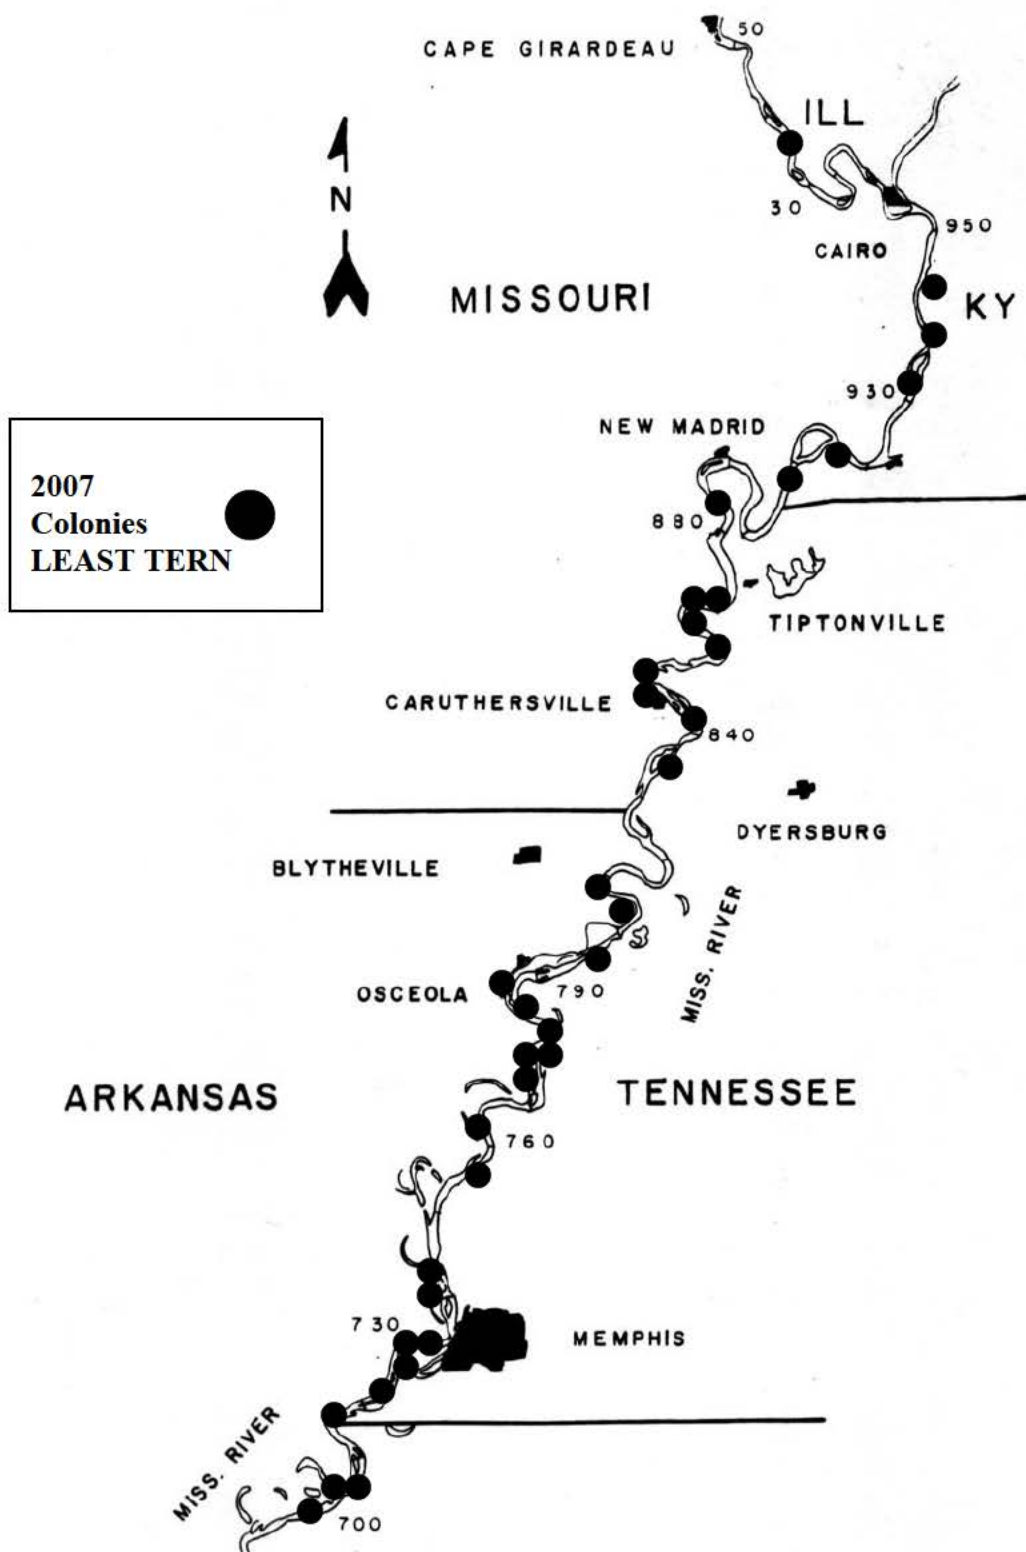 50
CAPE GIRARDEAU
ILL
N
30
950
CAIRO
MISSOURI
KY
930
NEW MADRID
2007
Colonies
LEAST TERN
880
TIPTONVILLE
CARUTHERSVILLE
840
DYERSBURG
BLYTHEVILLE
MISS. RIVER
OSCEOLA
790
ARKANSAS
TENNESSEE
760
730
MEMPHIS
MISS. RIVER
700